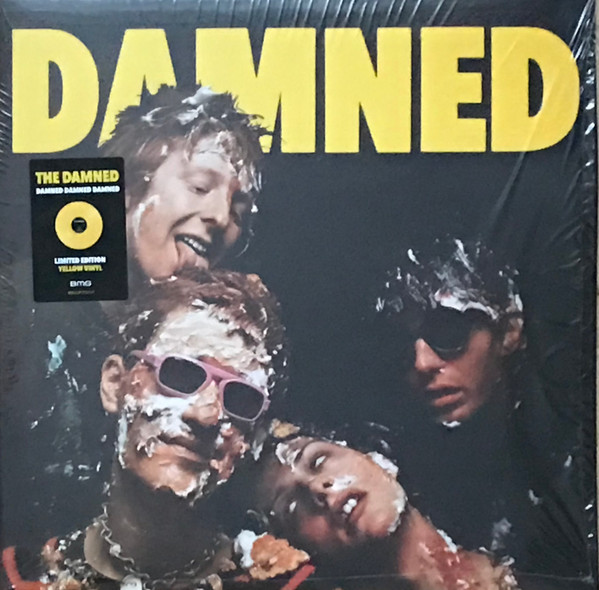 DAMNED
THE DAMNED
DAMNED DAMNED DAMNED
LIMITED EDITION
YELLOW VINYL
BMG